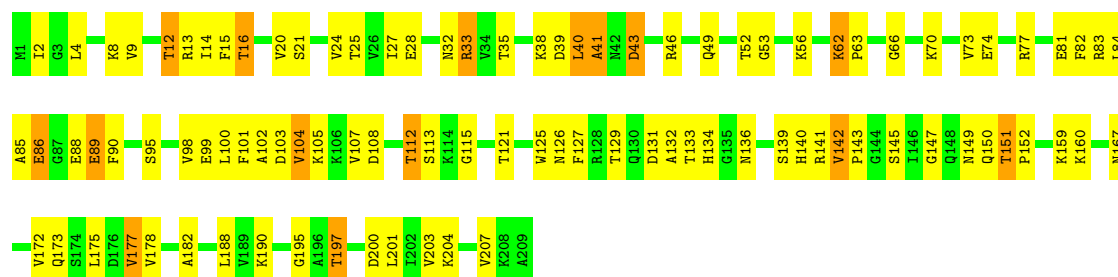 M1 I2 G3 L4 K8 V9 T12 R13 I14 F15 T16 V20 S21 V24 T25 V26 I27 E28 N32 R33 V34 T35 K38 D39 L40 A41 N42 D43 R46 Q49 T52 G53 K56 K62 P63 G66 K70 V73 E74 R77 E81 F82 R83
A85 E86 G87 E88 E89 F90 S95 V98 E99 L100 F101 A102 D103 V104 K105 K106 V107 D108 T112 S113 K114 G115 T121 W125 N126 F127 R128 T129 Q130 D131 A132 T133 H134 G135 N136 S139 H140 R141 V142 P143 G144 S145 I146 G147 Q148 N149 Q150 T151 P152 K159 K160 N167
V172 Q173 S174 L175 D176 V177 V178 A182 L188 V189 K190 G195 A196 T197 D200 L201 I202 V203 K204 V207 K208 A209